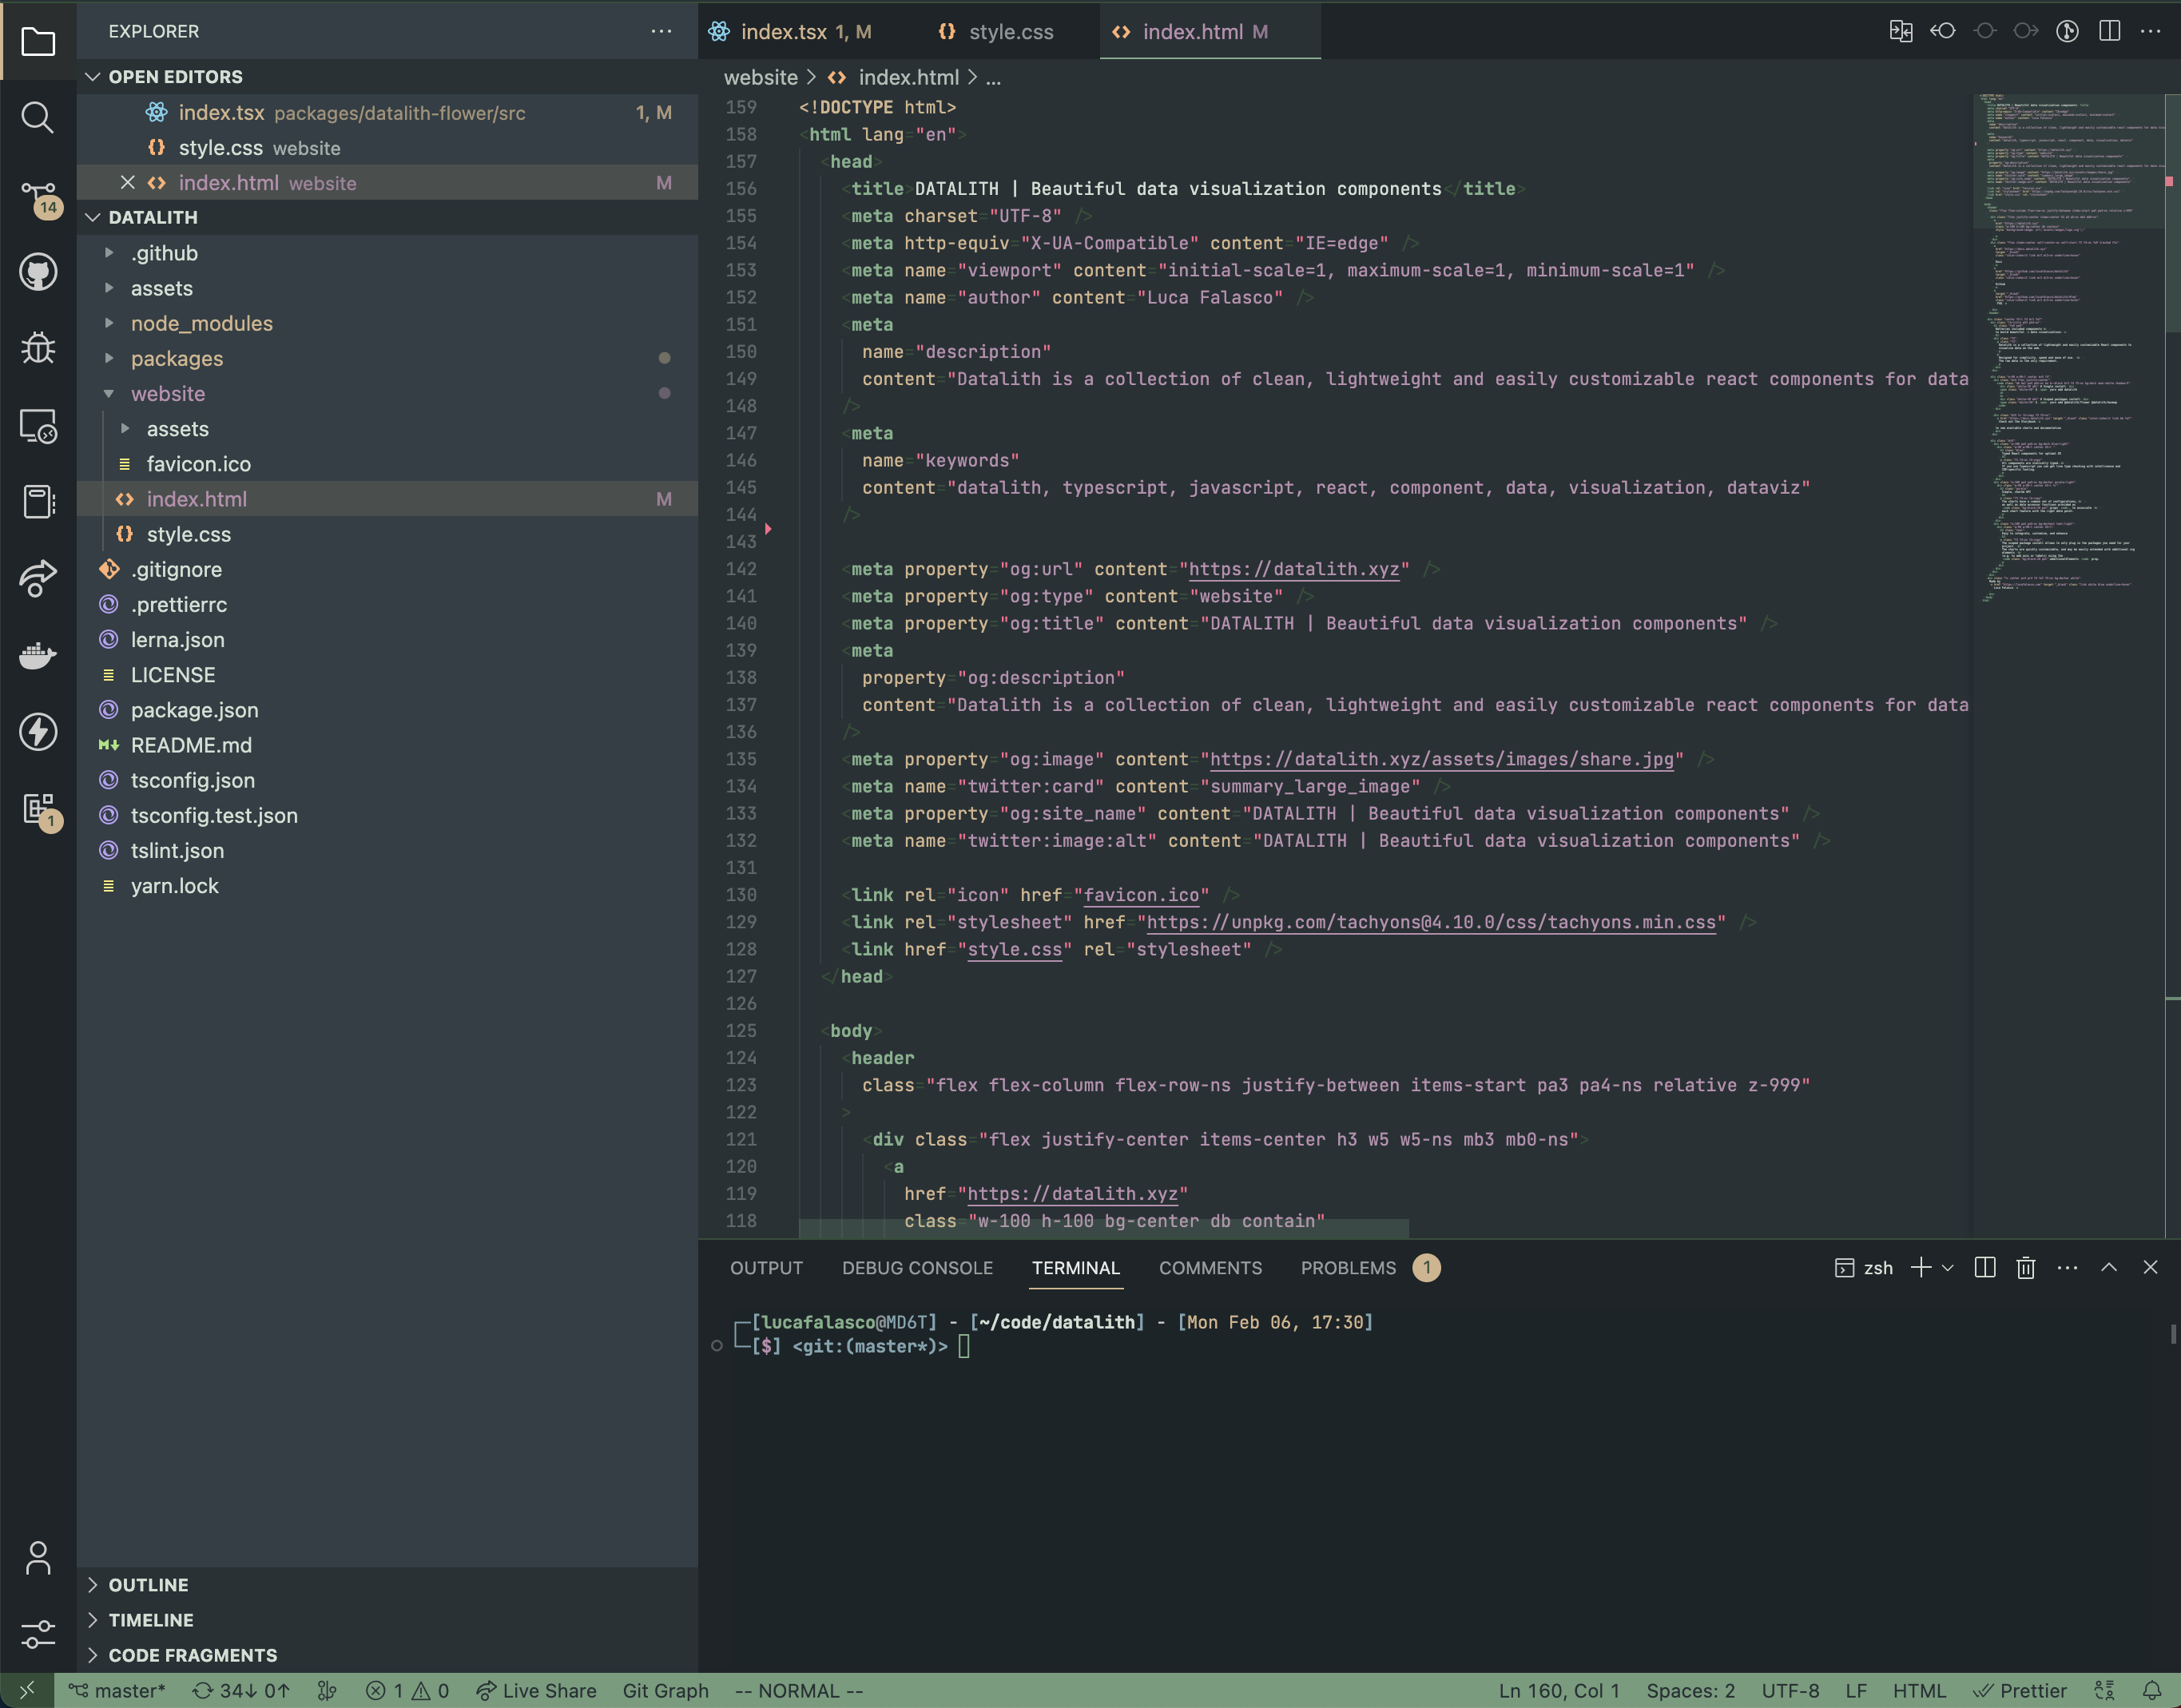 EXPLORER
OPEN EDITORS
index.tsx packages/datalith-flower/src 1, M
style.css website
index.html website M
DATALITH
.github
assets
node_modules
packages
website
assets
favicon.ico
index.html M
style.css
.gitignore
.prettierrc
lerna.json
LICENSE
package.json
README.md
tsconfig.json
tsconfig.test.json
tslint.json
yarn.lock
OUTLINE
TIMELINE
CODE FRAGMENTS
14
1
index.tsx 1, M style.css index.html M
website > index.html > ...
159 <!DOCTYPE html>
158 <html lang="en">
157 <head>
156 <title>DATALITH | Beautiful data visualization components</title>
155 <meta charset="UTF-8" />
154 <meta http-equiv="X-UA-Compatible" content="IE=edge" />
153 <meta name="viewport" content="initial-scale=1, maximum-scale=1, minimum-scale=1" />
152 <meta name="author" content="Luca Falasco" />
151 <meta
150 name="description"
149 content="Datalith is a collection of clean, lightweight and easily customizable react components for data
148 />
147 <meta
146 name="keywords"
145 content="datalith, typescript, javascript, react, component, data, visualization, dataviz"
144 />
143
142 <meta property="og:url" content="https://datalith.xyz" />
141 <meta property="og:type" content="website" />
140 <meta property="og:title" content="DATALITH | Beautiful data visualization components" />
139 <meta
138 property="og:description"
137 content="Datalith is a collection of clean, lightweight and easily customizable react components for data
136 />
135 <meta property="og:image" content="https://datalith.xyz/assets/images/share.jpg" />
134 <meta name="twitter:card" content="summary_large_image" />
133 <meta property="og:site_name" content="DATALITH | Beautiful data visualization components" />
132 <meta name="twitter:image:alt" content="DATALITH | Beautiful data visualization components" />
131
130 <link rel="icon" href="favicon.ico" />
129 <link rel="stylesheet" href="https://unpkg.com/tachyons@4.10.0/css/tachyons.min.css" />
128 <link href="style.css" rel="stylesheet" />
127 </head>
126
125 <body>
124 <header
123 class="flex flex-column flex-row-ns justify-between items-start pa3 pa4-ns relative z-999"
122 >
121 <div class="flex justify-center items-center h3 w5 w5-ns mb3 mb0-ns">
120 <a
119 href="https://datalith.xyz"
118 class="w-100 h-100 bg-center db contain"
OUTPUT DEBUG CONSOLE TERMINAL COMMENTS PROBLEMS 1 zsh
[lucafalasco@MD6T] - [~/code/datalith] - [Mon Feb 06, 17:30]
[$] <git:(master*)>
master* 34↓ 0↑ 1 0 Live Share Git Graph -- NORMAL -- Ln 160, Col 1 Spaces: 2 UTF-8 LF HTML Prettier